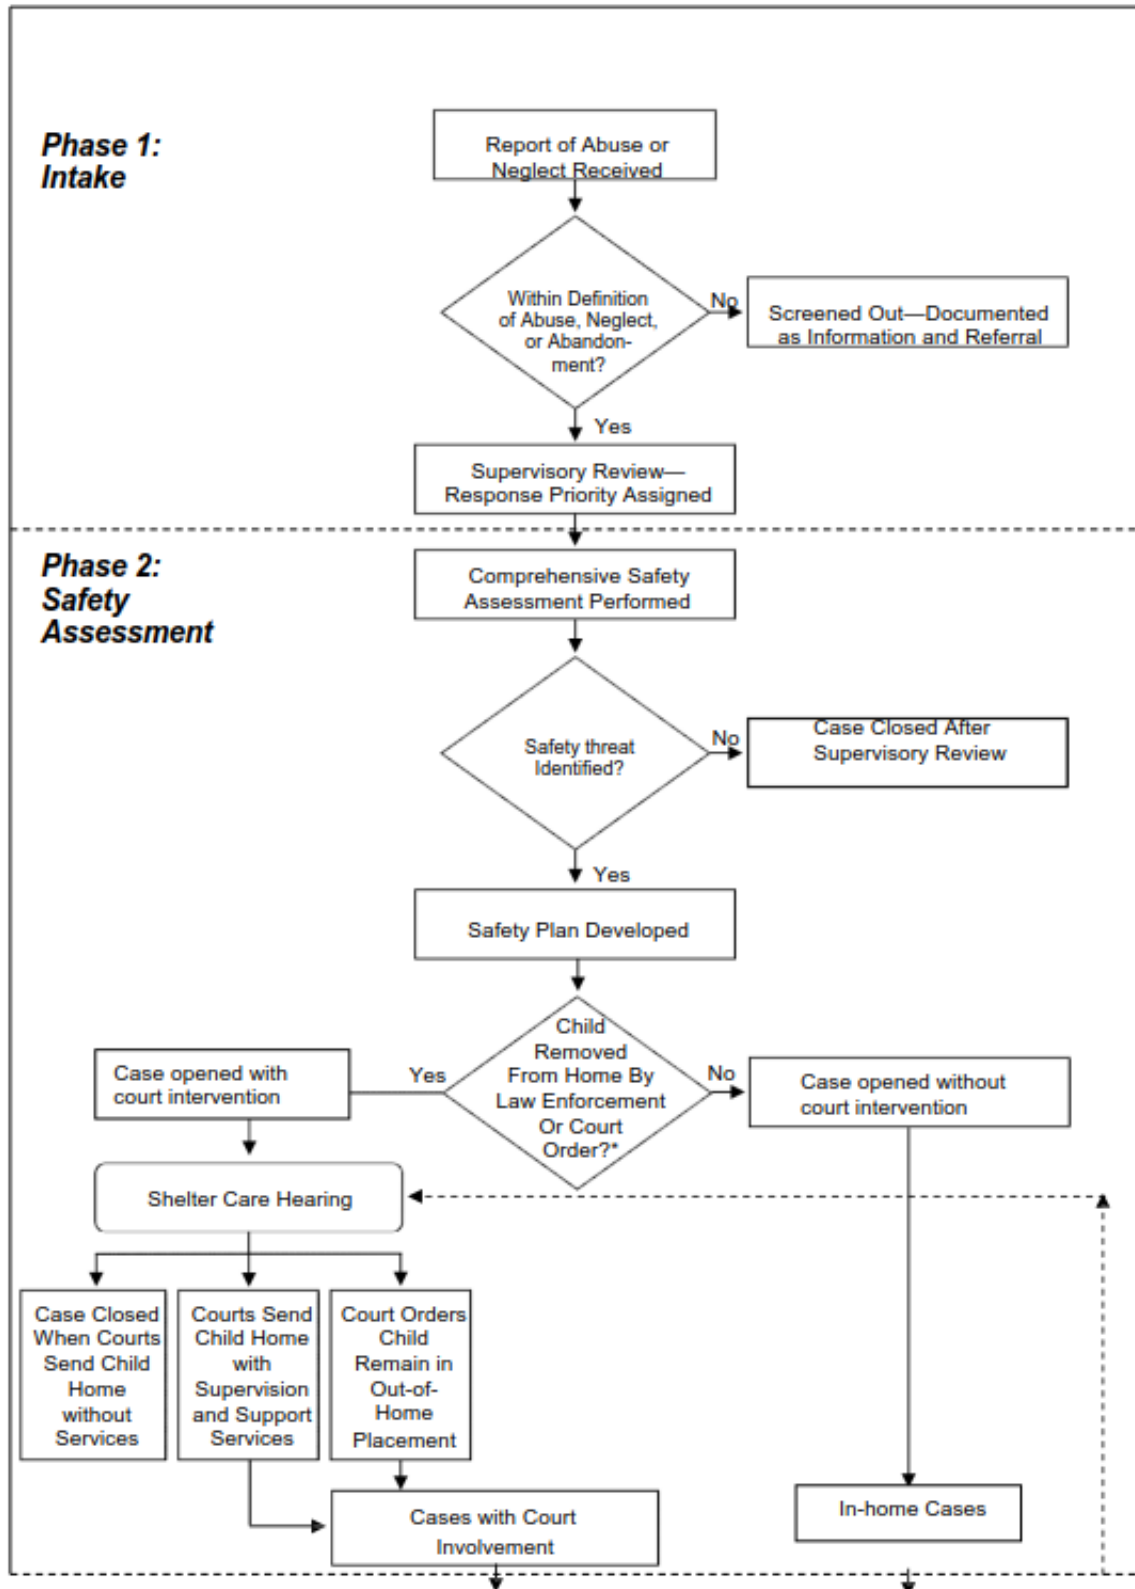 Phase 1:
Intake
Report of Abuse or
Neglect Received
Within Definition
of Abuse, Neglect,
or Abandon-
ment?
No
Screened Out—Documented
as Information and Referral
Yes
Supervisory Review—
Response Priority Assigned
Phase 2:
Safety
Assessment
Comprehensive Safety
Assessment Performed
Safety threat
Identified?
No
Case Closed After
Supervisory Review
Yes
Safety Plan Developed
Child
Removed
From Home By
Law Enforcement
Or Court
Order?*
Yes
No
Case opened with
court intervention
Case opened without
court intervention
Shelter Care Hearing
Case Closed
When Courts
Send Child
Home
without
Services
Courts Send
Child Home
with
Supervision
and Support
Services
Court Orders
Child
Remain in
Out-of-
Home
Placement
Cases with Court
Involvement
In-home Cases